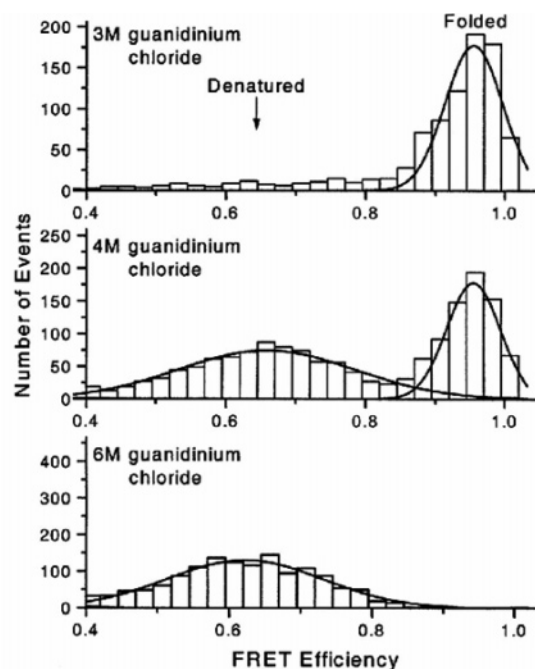 Folded
200
3M guanidinium
chloride
150
Denatured
100
50
0
0.4 0.6 0.8 1.0
4M guanidinium
chloride
200
150
100
50
0
0.4 0.6 0.8 1.0
6M guanidinium
chloride
400
300
200
100
0
0.4 0.6 0.8 1.0
Number of Events
FRET Efficiency